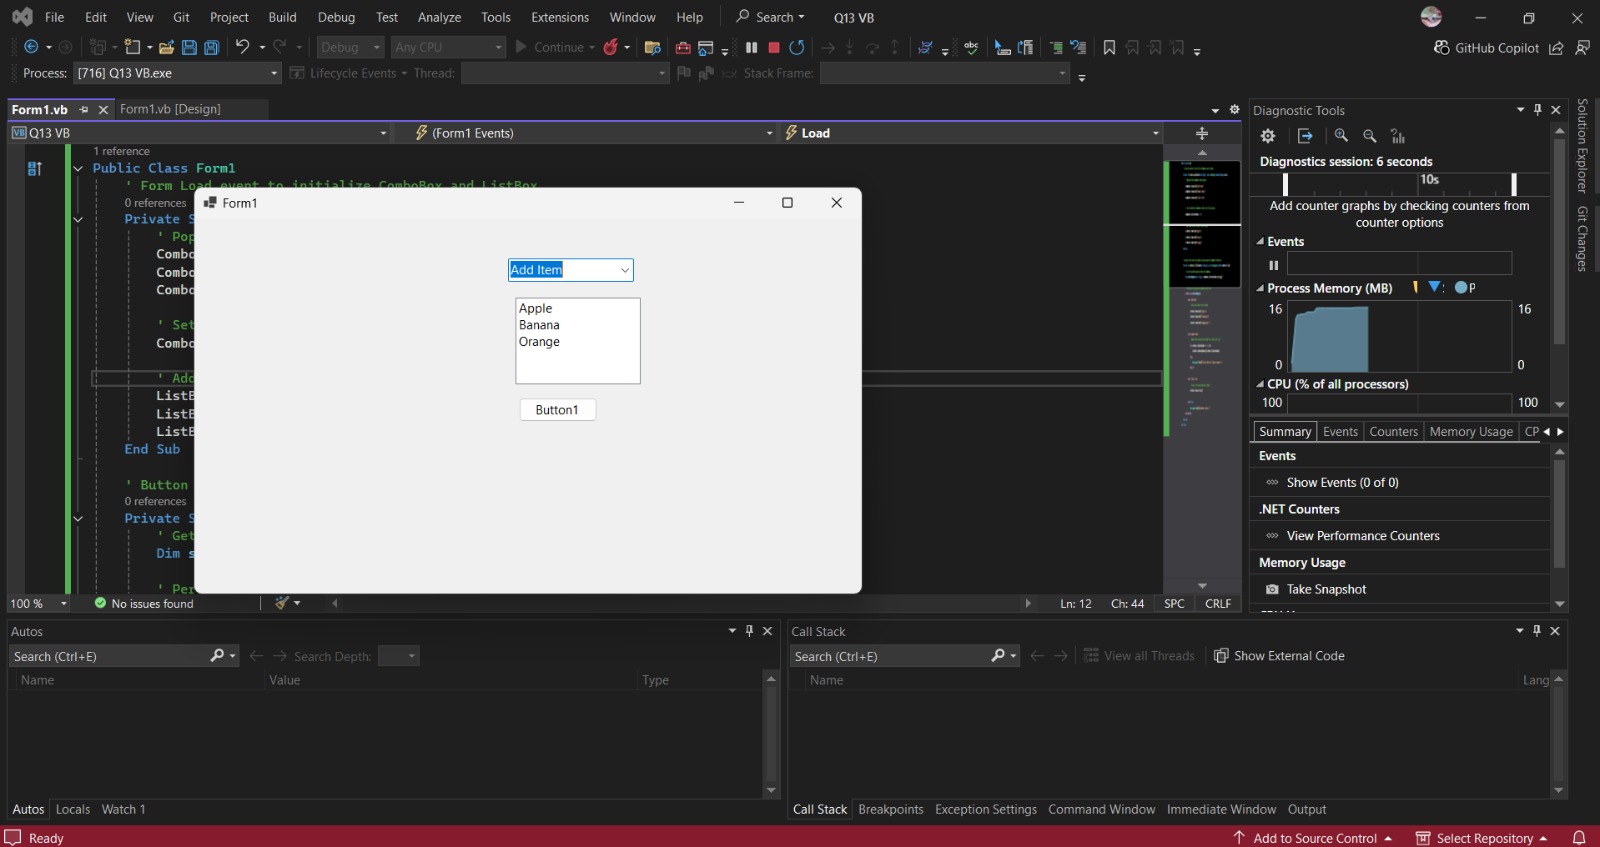 File Edit View Git Project Build Debug Test Analyze Tools Extensions Window Help Search Q13 VB
Debug Any CPU Continue GitHub Copilot
Process: [716] Q13 VB.exe Lifecycle Events Thread: Stack Frame:
Form1.vb Form1.vb [Design]
VB Q13 VB (Form1 Events) Load
1 reference
Public Class Form1
' Form Load event to initialize ComboBox and ListBox
0 references
Private S
' Pop
Combo
Combo
Combo
' Set
Combo
' Add
ListB
ListB
ListB
End Sub
' Button
0 references
Private S
' Get
Dim s
' Per
Form1
Add Item
Apple
Banana
Orange
Button1
100 % No issues found Ln: 12 Ch: 44 SPC CRLF
Diagnostic Tools
Diagnostics session: 6 seconds
10s
Add counter graphs by checking counters from
counter options
Events
Process Memory (MB) P
16 16
0 0
CPU (% of all processors)
100 100
Summary Events Counters Memory Usage CP
Events
Show Events (0 of 0)
.NET Counters
View Performance Counters
Memory Usage
Take Snapshot
Solution Explorer
Git Changes
Autos
Search (Ctrl+E) Search Depth:
Name Value Type
Autos Locals Watch 1
Call Stack
Search (Ctrl+E) View all Threads Show External Code
Name Lang
Call Stack Breakpoints Exception Settings Command Window Immediate Window Output
Ready Add to Source Control Select Repository